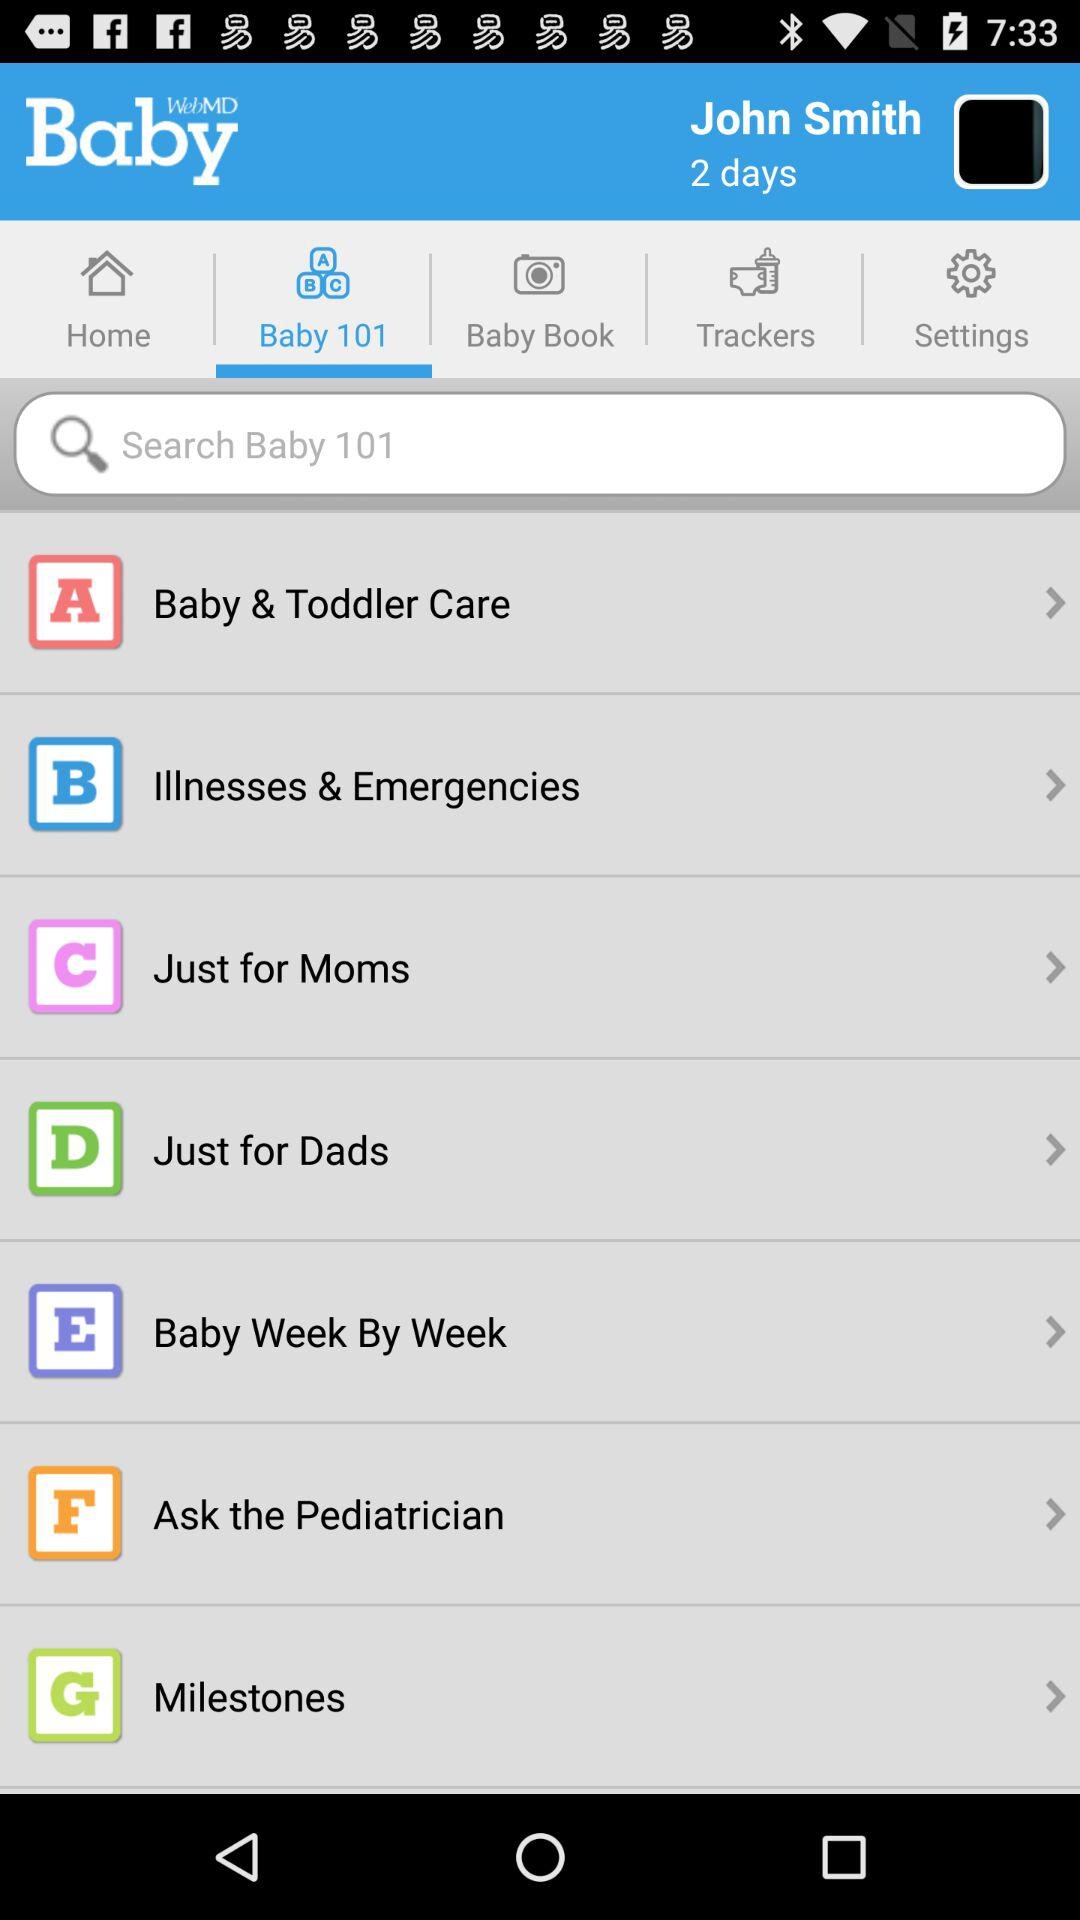 7:33
WebMD
Baby
John Smith
2 days
Home
Baby 101
Baby Book
Trackers
Settings
Search Baby 101
A Baby & Toddler Care
B Illnesses & Emergencies
C Just for Moms
D Just for Dads
E Baby Week By Week
F Ask the Pediatrician
G Milestones